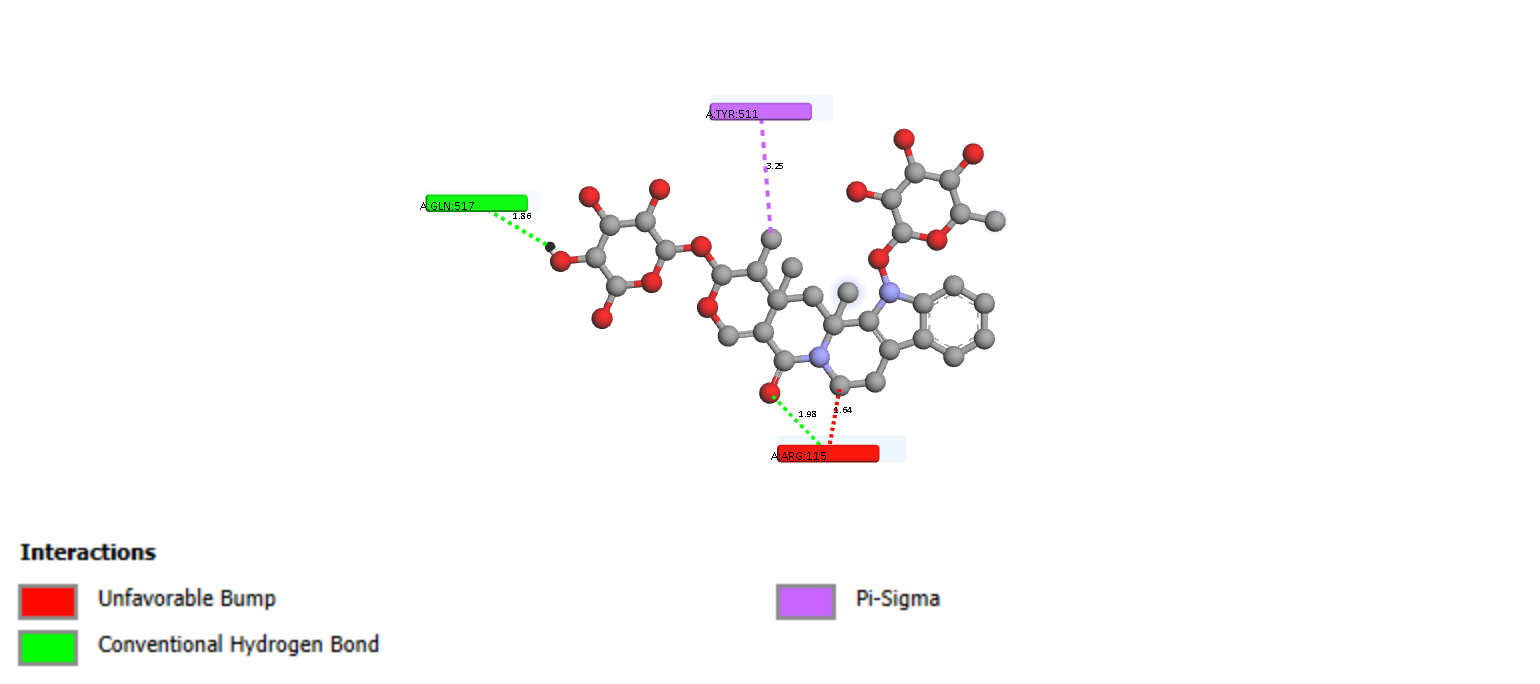 A:TYR:511
3.25
A:GLN:517
1.86
1.98
1.64
A:ARG:115
Interactions
Unfavorable Bump
Pi-Sigma
Conventional Hydrogen Bond